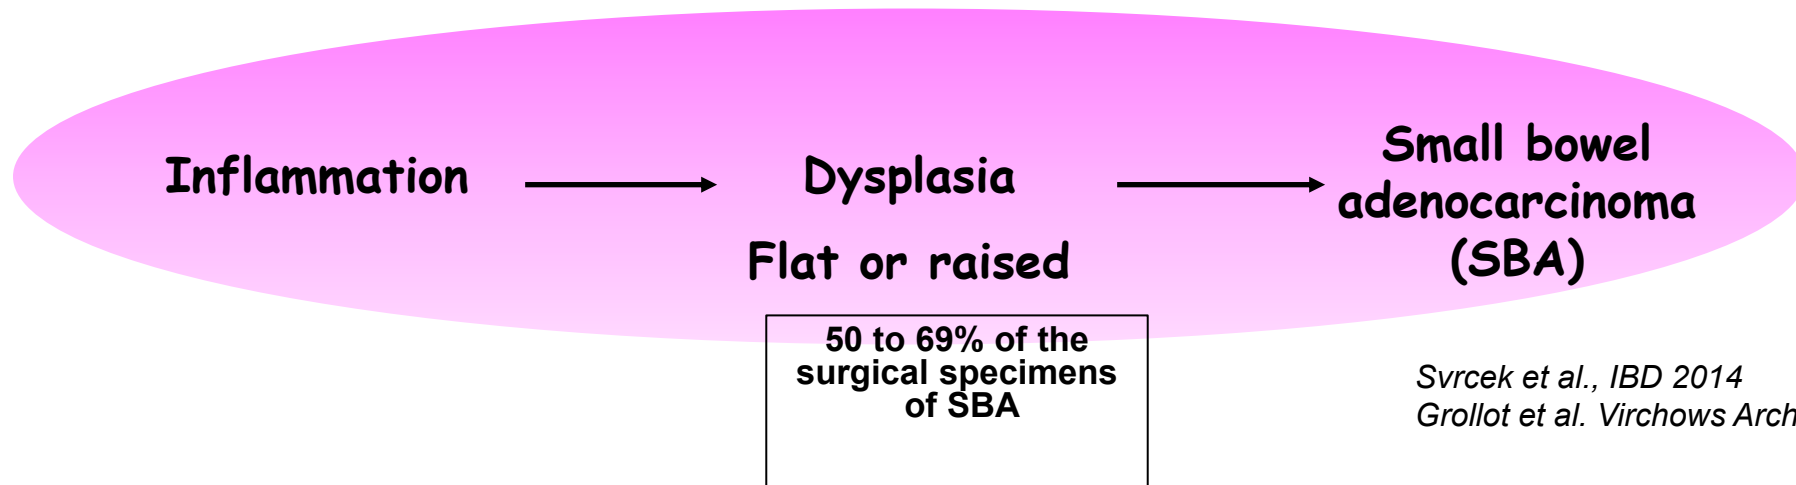 Inflammation
Dysplasia
Flat or raised
Small bowel
adenocarcinoma
(SBA)
50 to 69% of the
surgical specimens
of SBA
Svrcek et al., IBD 2014
Grollot et al. Virchows Arch